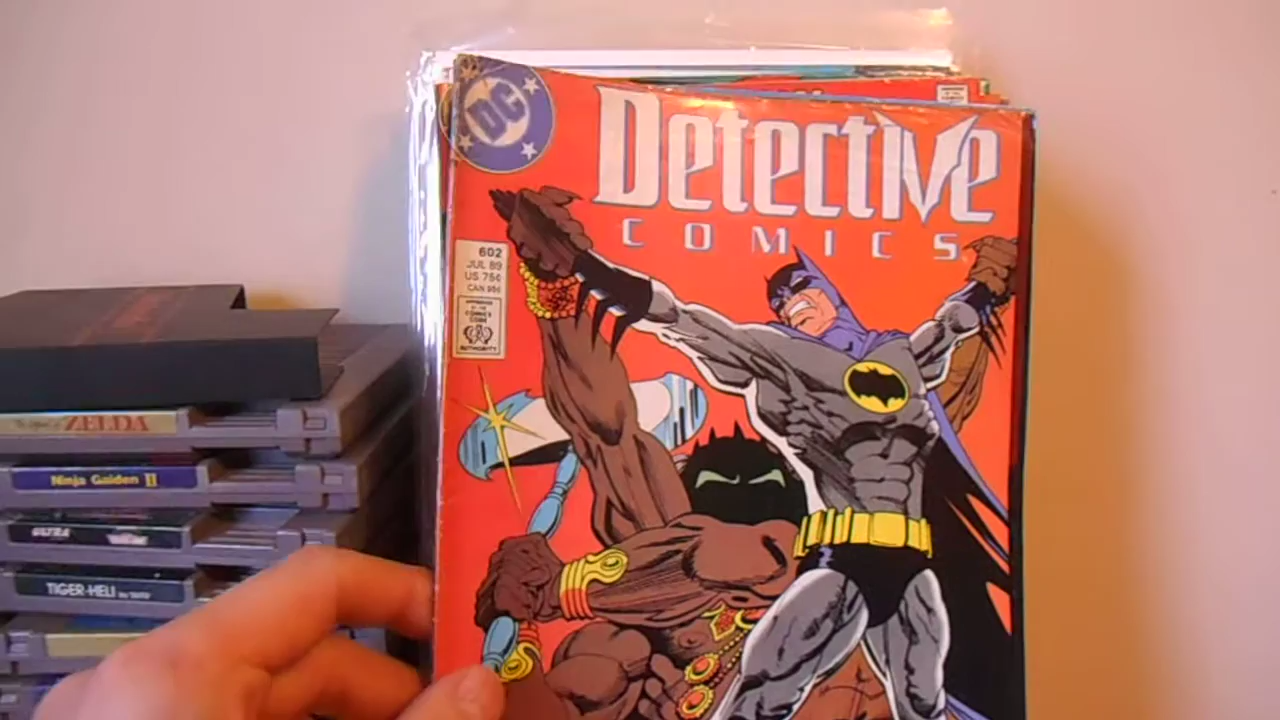 DC
Detective
COMICS
602
JUL 89
US 75¢
CAN 95¢
APPROVED
BY THE
COMICS
CODE
AUTHORITY
ZELDA
Ninja Gaiden II
ULTRA
TIGER-HELI